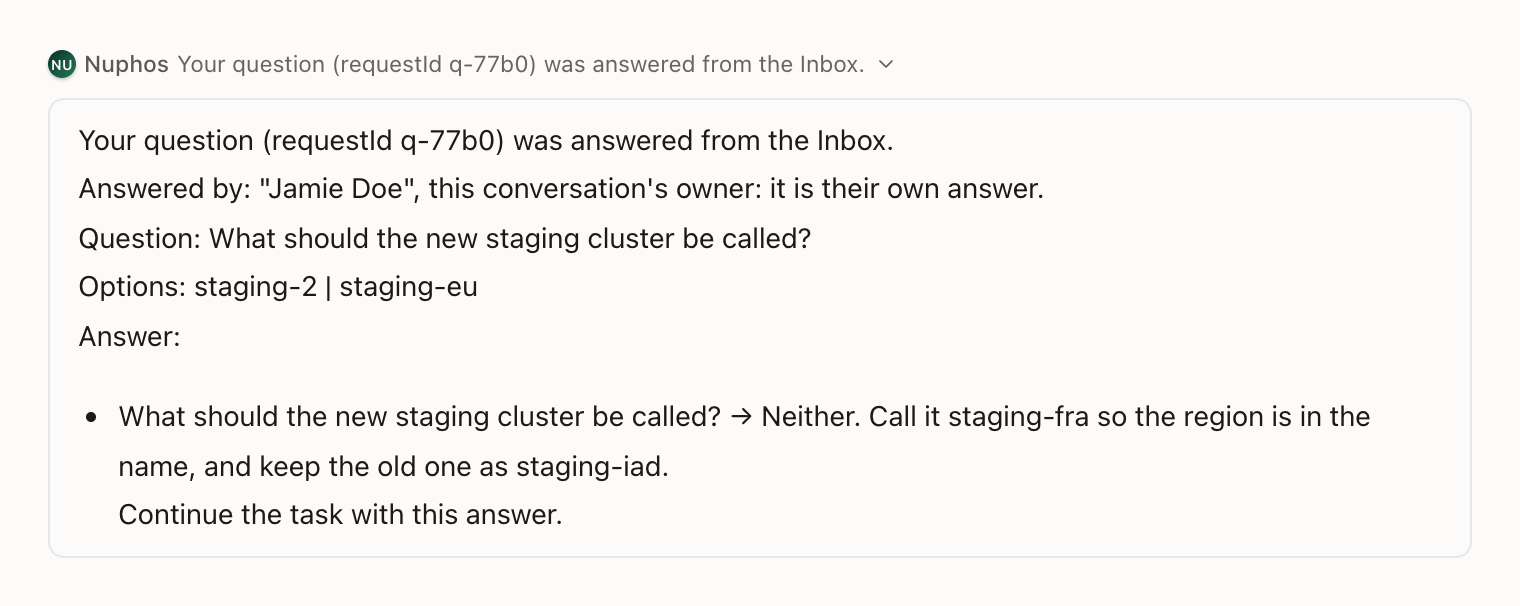 NU Nuphos Your question (requestId q-77b0) was answered from the Inbox.
Your question (requestId q-77b0) was answered from the Inbox.
Answered by: "Jamie Doe", this conversation's owner: it is their own answer.
Question: What should the new staging cluster be called?
Options: staging-2 | staging-eu
Answer:
• What should the new staging cluster be called? → Neither. Call it staging-fra so the region is in the
name, and keep the old one as staging-iad.
Continue the task with this answer.